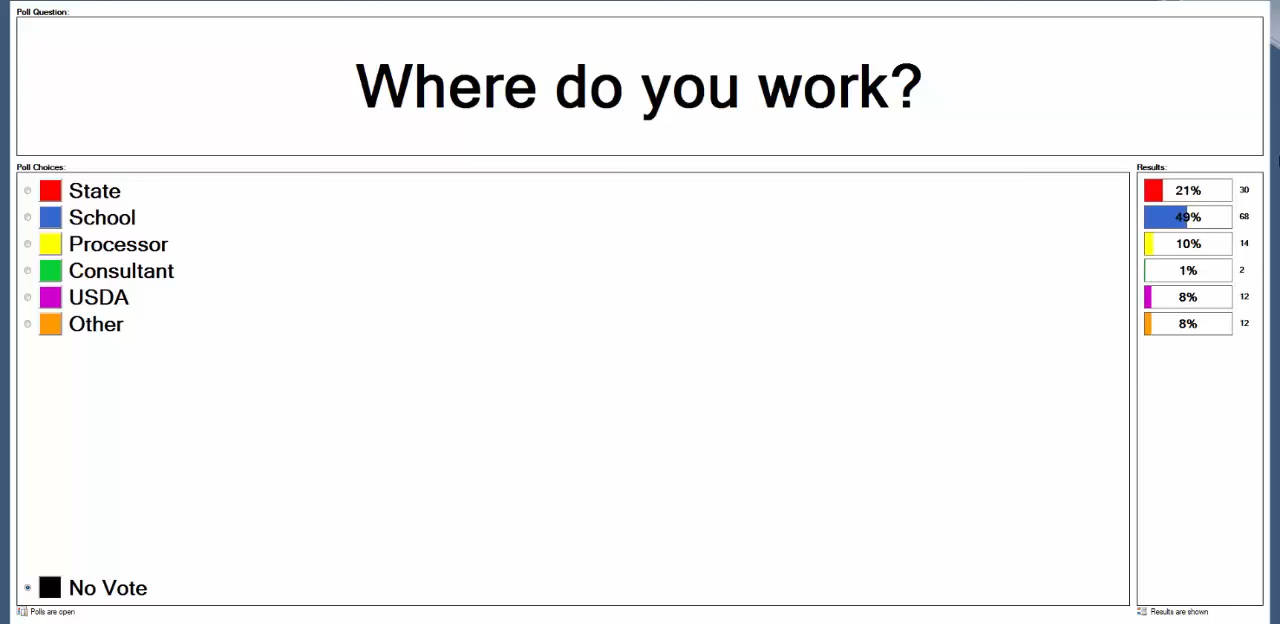 Poll Question:
Where do you work?
Poll Choices:
State
School
Processor
Consultant
USDA
Other
No Vote
Polls are open
Results:
21% 30
49% 68
10% 14
1% 2
8% 12
8% 12
Results are shown